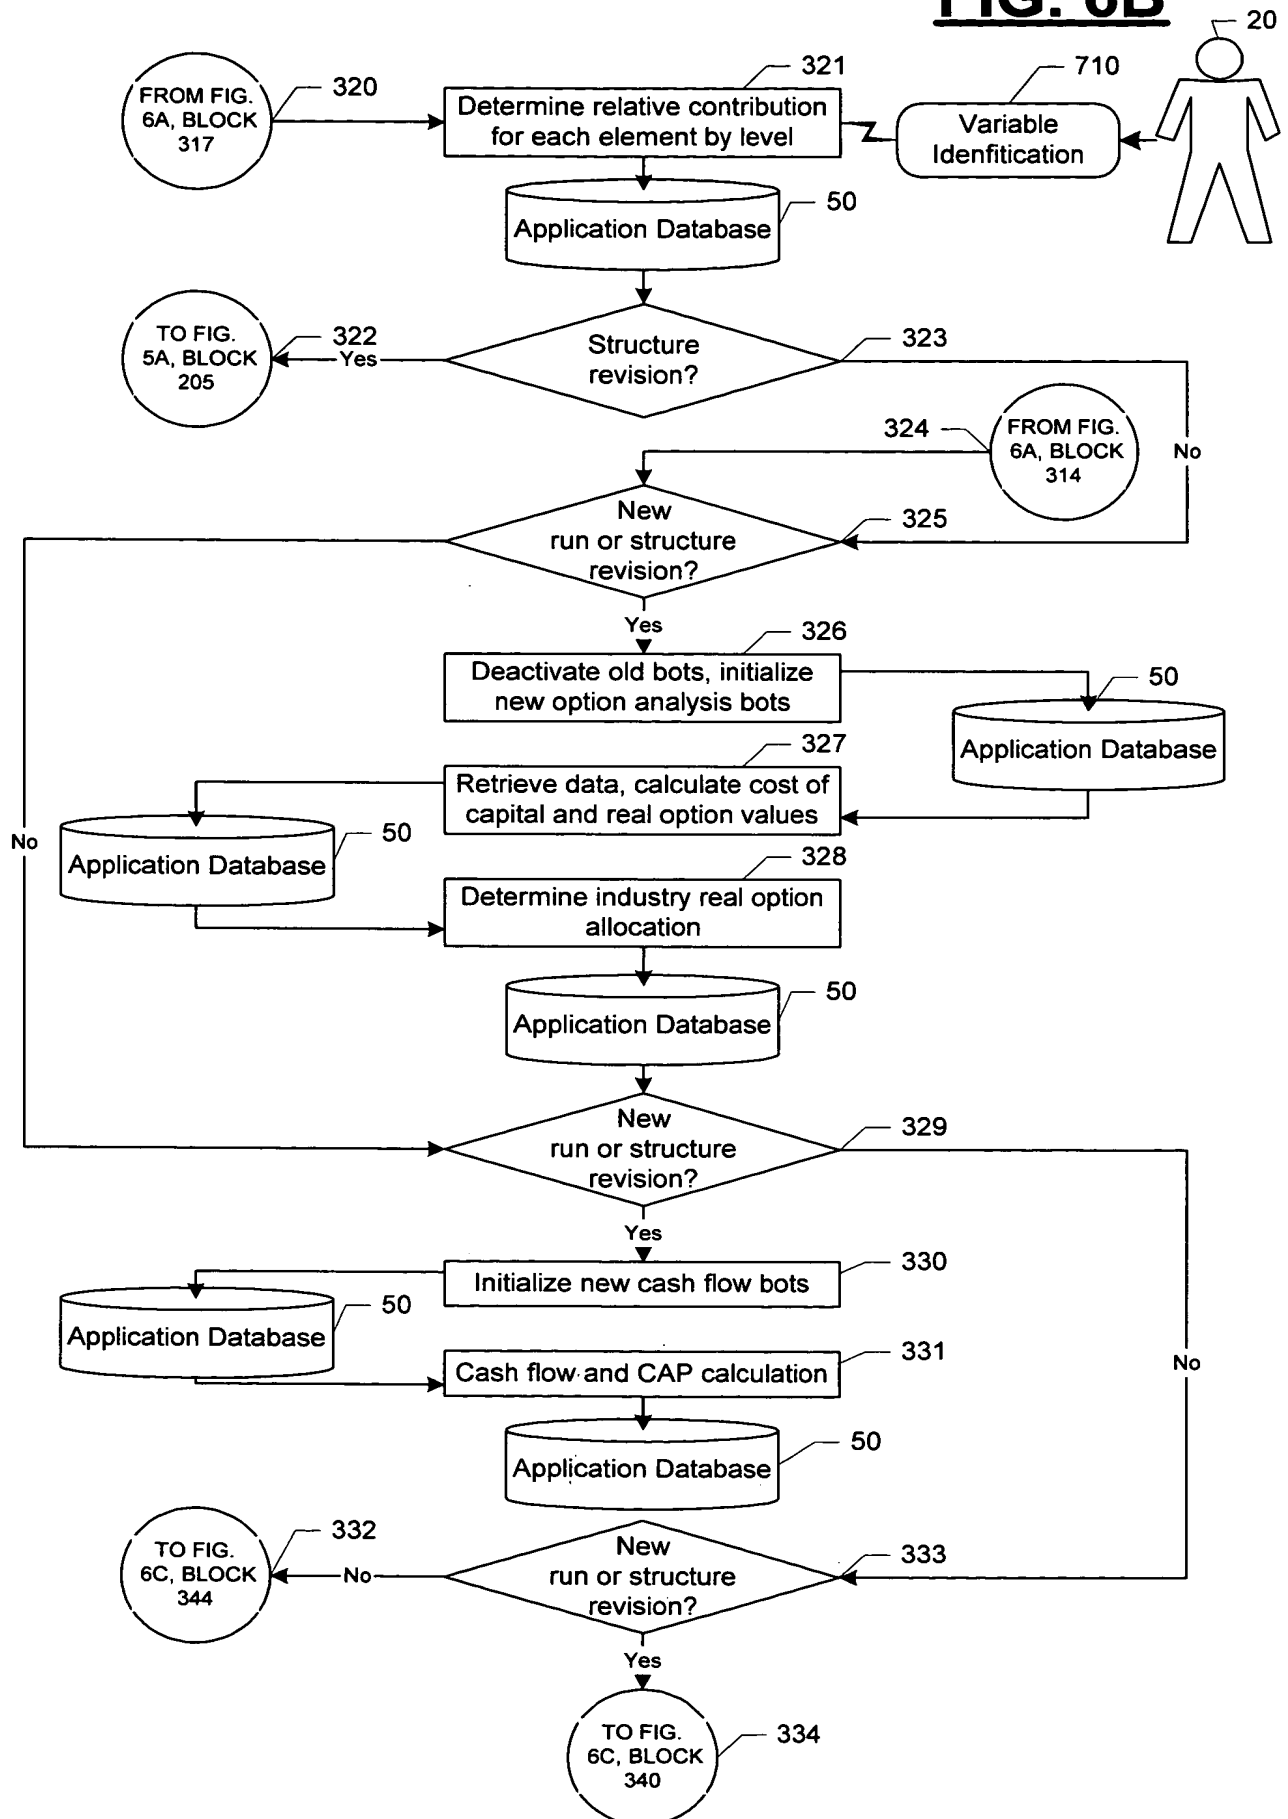 FIG. 6B
20
FROM FIG.
6A, BLOCK
317
320
321
Determine relative contribution
for each element by level
710
Variable
Idenfitication
50
Application Database
TO FIG.
5A, BLOCK
205
322
Yes
Structure
revision?
323
No
324
FROM FIG.
6A, BLOCK
314
New
run or structure
revision?
325
No
Yes
326
Deactivate old bots, initialize
new option analysis bots
50
Application Database
327
Retrieve data, calculate cost of
capital and real option values
50
Application Database
328
Determine industry real option
allocation
50
Application Database
New
run or structure
revision?
329
No
Yes
330
Initialize new cash flow bots
50
Application Database
331
Cash flow and CAP calculation
50
Application Database
TO FIG.
6C, BLOCK
344
332
No
New
run or structure
revision?
333
Yes
TO FIG.
6C, BLOCK
340
334